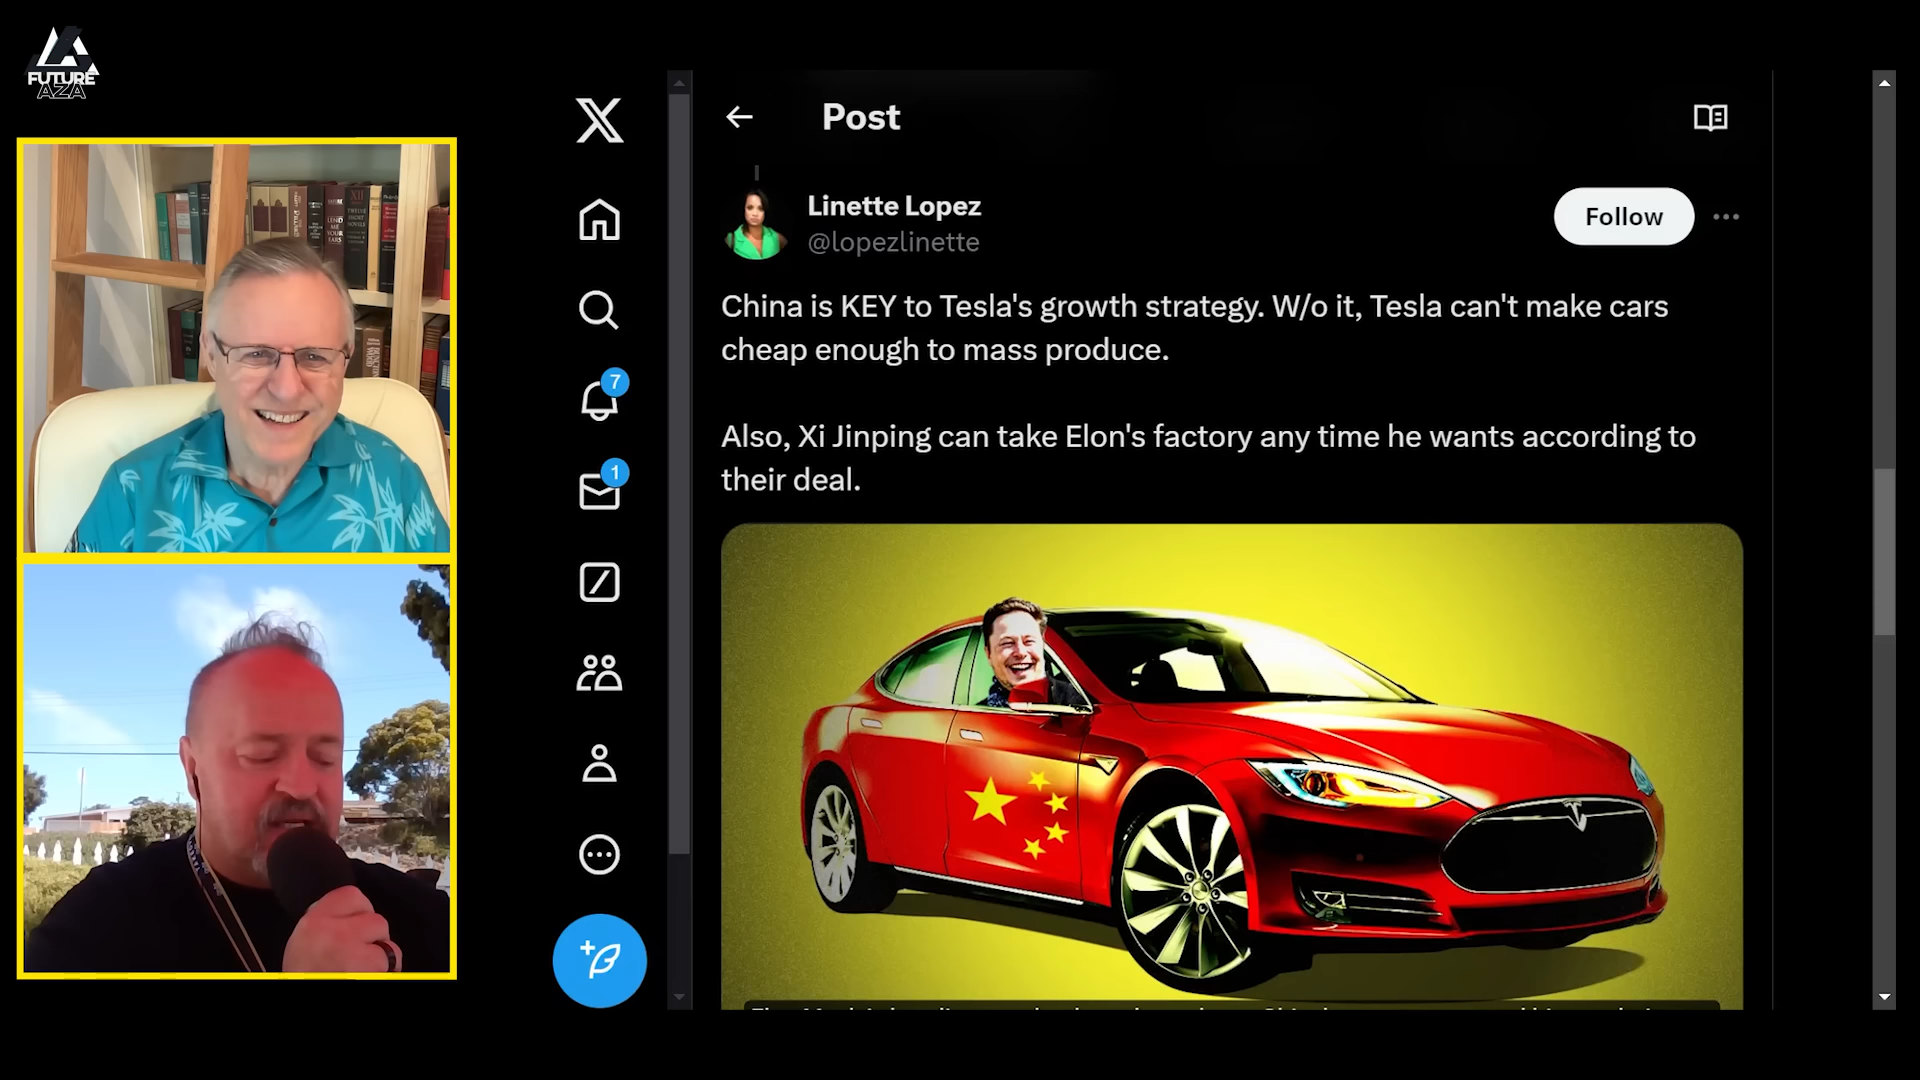 FUTURE
AZA
Post
Linette Lopez
@lopezlinette
Follow
7
1
China is KEY to Tesla's growth strategy. W/o it, Tesla can't make cars
cheap enough to mass produce.
Also, Xi Jinping can take Elon's factory any time he wants according to
their deal.